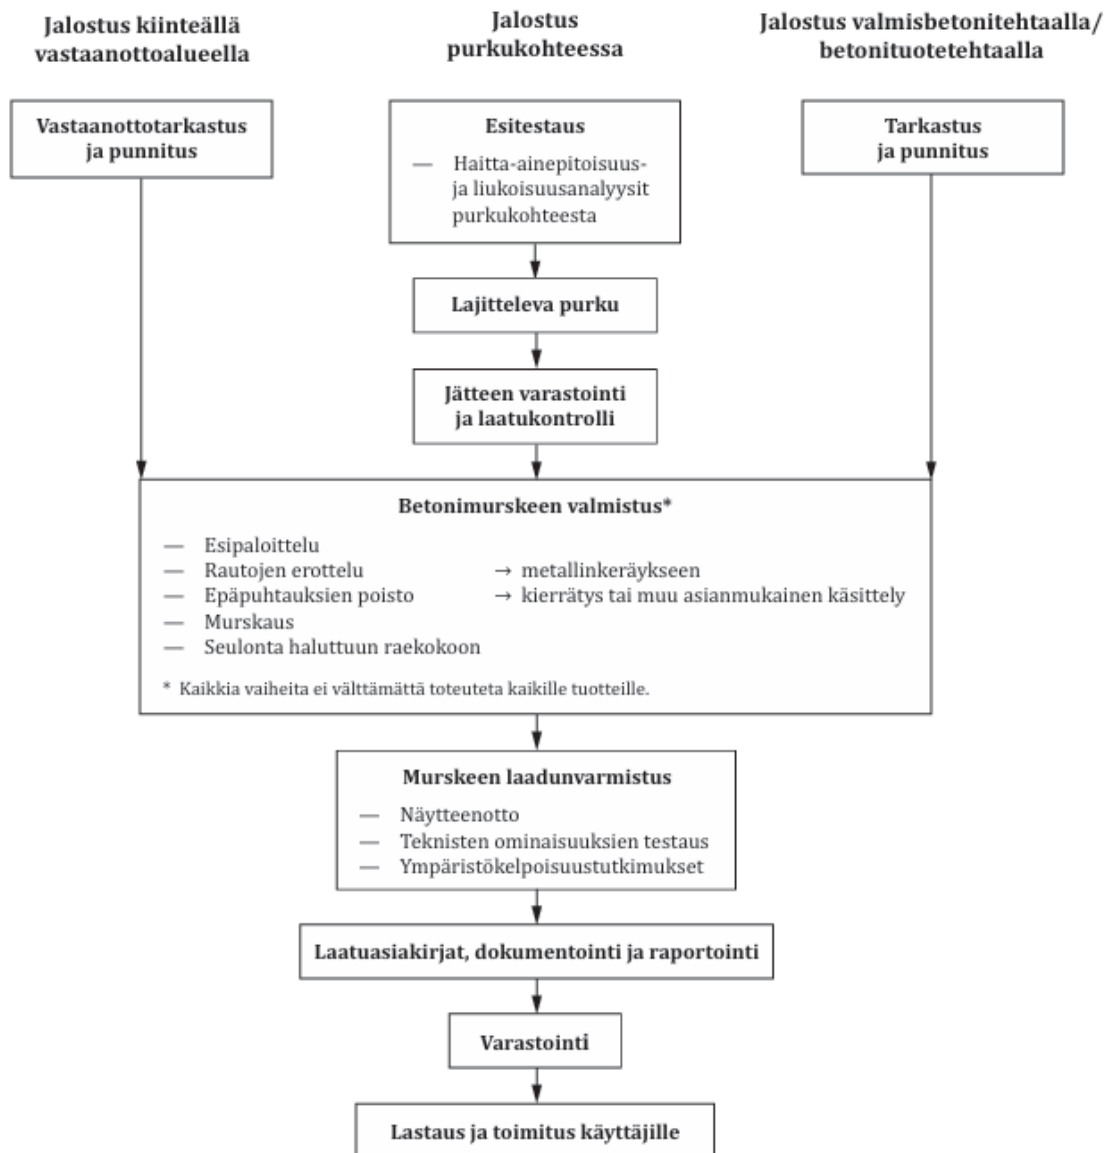 Jalostus kiinteällä
vastaanottoalueella
Jalostus
purkukohteessa
Jalostus valmisbetonitehtaalla/
betonituotetehtaalla
Vastaanottotarkastus
ja punnitus
Esitestaus
— Haitta-ainepitoisuus-
ja liukoisuusanalyysit
purkukohteesta
Tarkastus
ja punnitus
Lajitteleva purku
Jätteen varastointi
ja laatukontrolli
Betonimurskeen valmistus*
— Esipaloittelu
— Rautojen erottelu → metallinkeräykseen
— Epäpuhtauksien poisto → kierrätys tai muu asianmukainen käsittely
— Murskaus
— Seulonta haluttuun raekokoon
* Kaikkia vaiheita ei välttämättä toteuteta kaikille tuotteille.
Murskeen laadunvarmistus
— Näytteenotto
— Teknisten ominaisuuksien testaus
— Ympäristökelpoisuustutkimukset
Laatuasiakirjat, dokumentointi ja raportointi
Varastointi
Lastaus ja toimitus käyttäjille